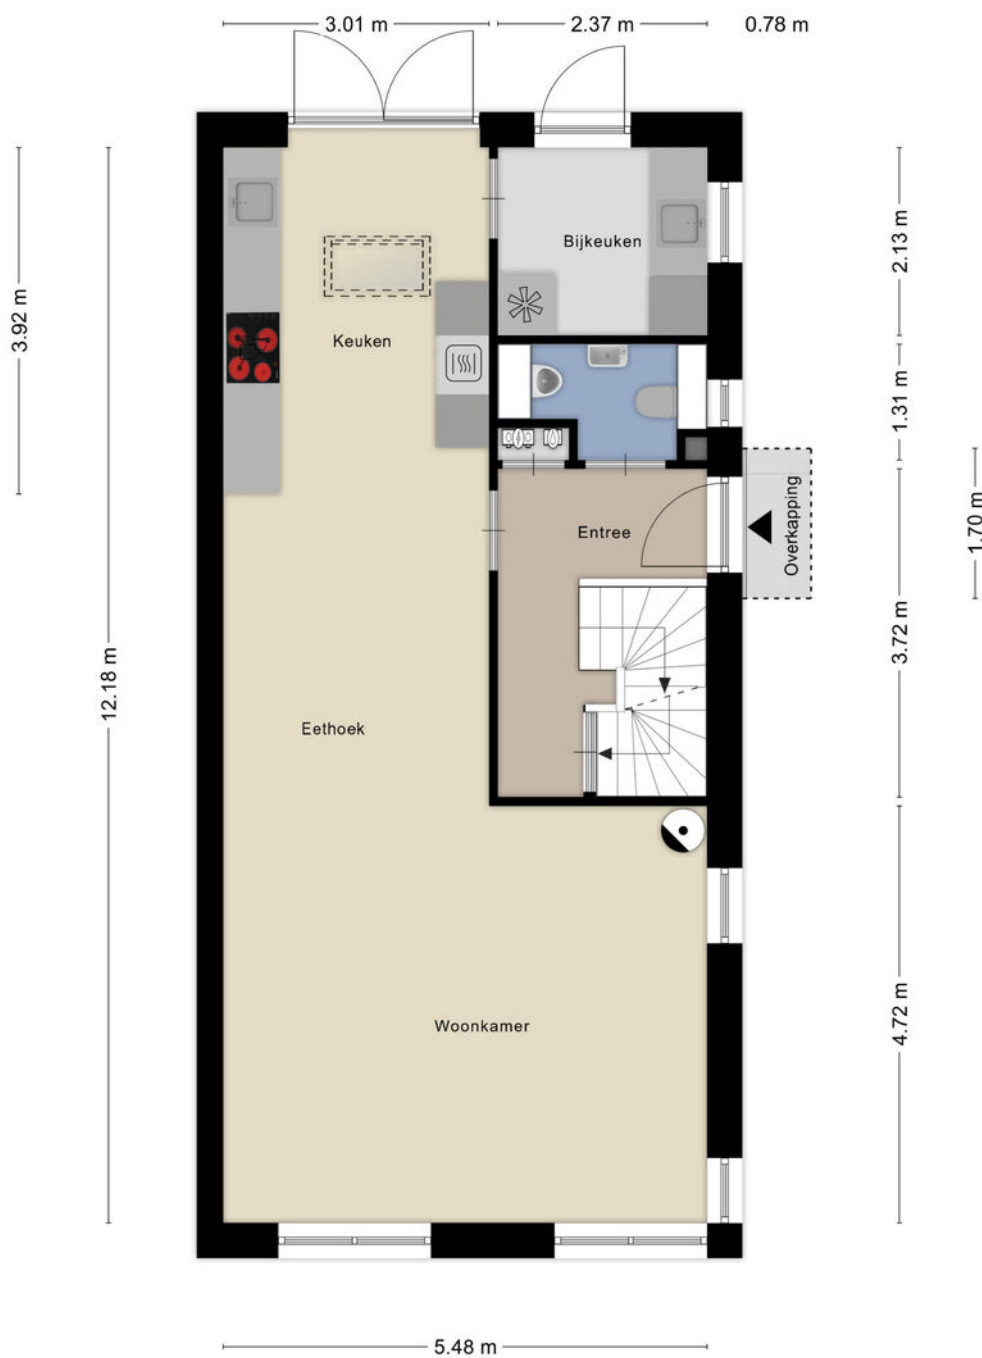 3.01 m
2.37 m
0.78 m
2.13 m
Bijkeuken
3.92 m
Keuken
1.31 m
1.70 m
Overkapping
Entree
3.72 m
12.18 m
Eethoek
4.72 m
Woonkamer
5.48 m